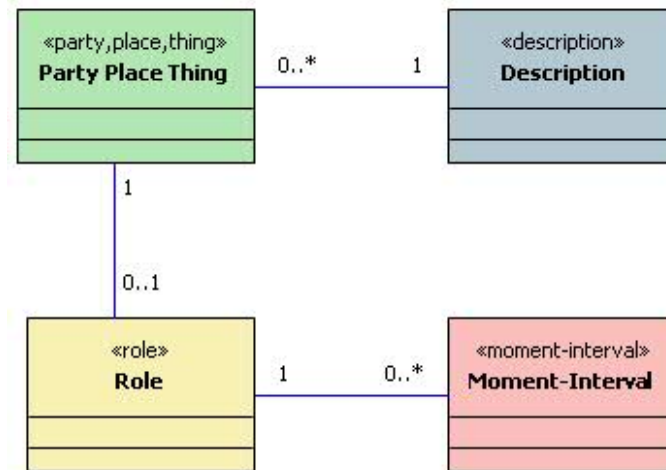 «party,place,thing»
Party Place Thing
0..*
1
«description»
Description
1
0..1
«role»
Role
1
0..*
«moment-interval»
Moment-Interval